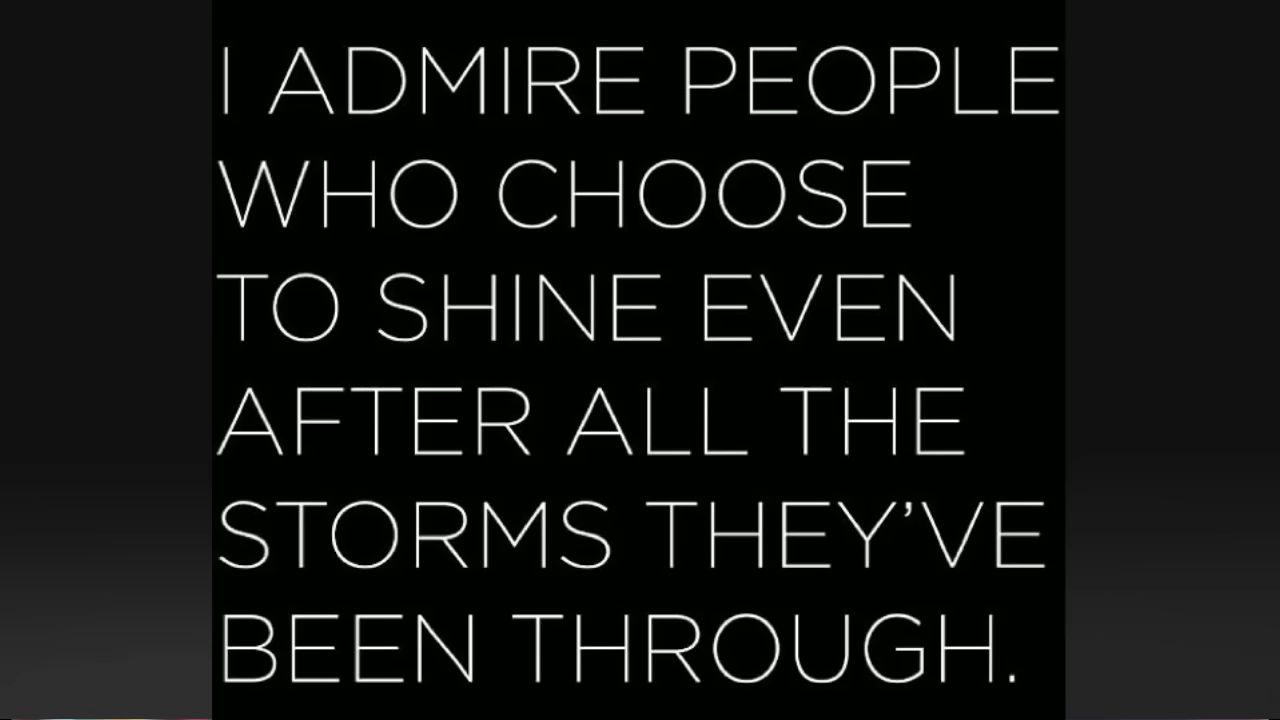 I ADMIRE PEOPLE
WHO CHOOSE
TO SHINE EVEN
AFTER ALL THE
STORMS THEY’VE
BEEN THROUGH.